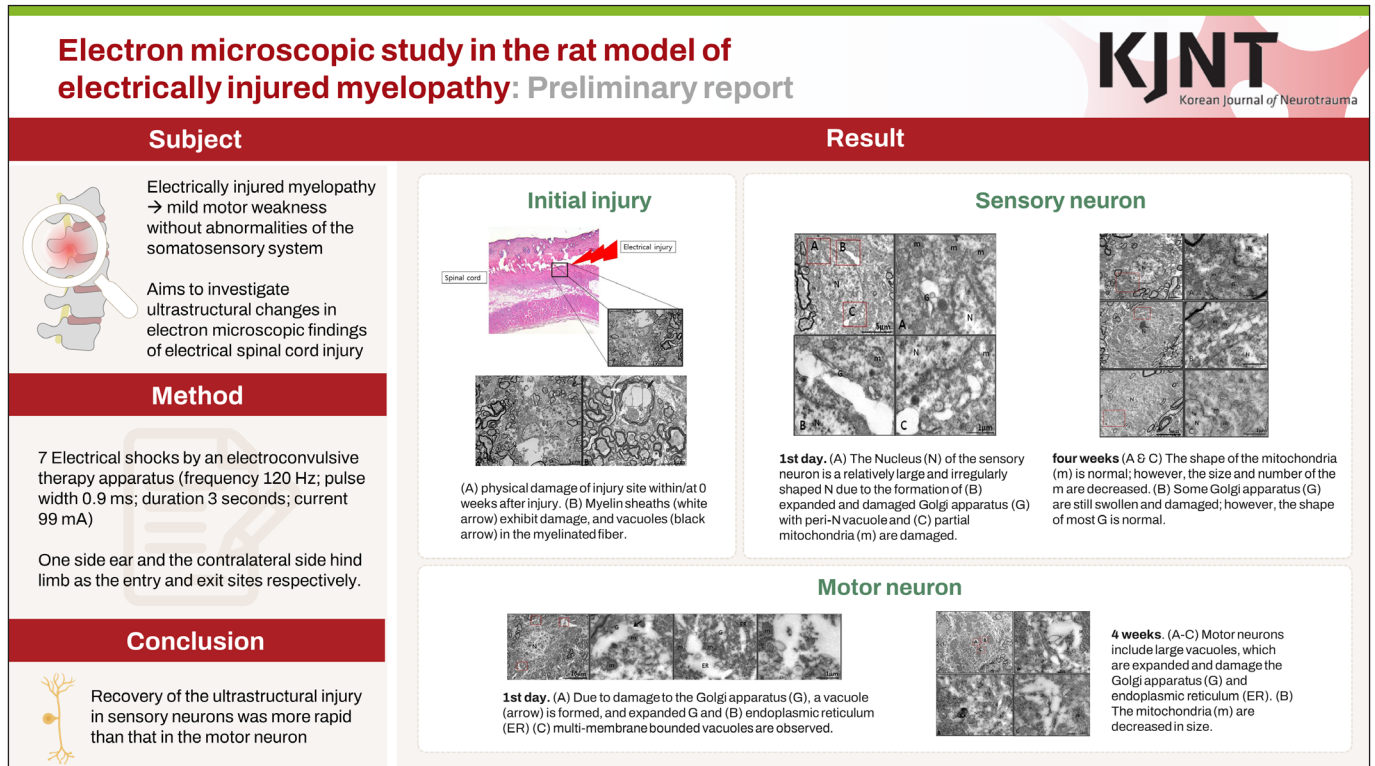 Electron microscopic study in the rat model of
electrically injured myelopathy: Preliminary report
KJNT
Korean Journal of Neurotrauma
Subject
Electrically injured myelopathy
→ mild motor weakness
without abnormalities of the
somatosensory system
Aims to investigate
ultrastructural changes in
electron microscopic findings
of electrical spinal cord injury
Method
7 Electrical shocks by an electroconvulsive
therapy apparatus (frequency 120 Hz; pulse
width 0.9 ms; duration 3 seconds; current
99 mA)
One side ear and the contralateral side hind
limb as the entry and exit sites respectively.
Conclusion
Recovery of the ultrastructural injury
in sensory neurons was more rapid
than that in the motor neuron
Result
Initial injury
Electrical injury
Spinal cord
(A) physical damage of injury site within/at 0
weeks after injury. (B) Myelin sheaths (white
arrow) exhibit damage, and vacuoles (black
arrow) in the myelinated fiber.
Sensory neuron
A B
N
C
5μm
m
m
m
G
N
A
G
B
N
N
m
m
G
C
1μm
1st day. (A) The Nucleus (N) of the sensory
neuron is a relatively large and irregularly
shaped N due to the formation of (B)
expanded and damaged Golgi apparatus (G)
with peri-N vacuole and (C) partial
mitochondria (m) are damaged.
four weeks (A & C) The shape of the mitochondria
(m) is normal; however, the size and number of the
m are decreased. (B) Some Golgi apparatus (G)
are still swollen and damaged; however, the shape
of most G is normal.
Motor neuron
G
ER
ER
1μm
1st day. (A) Due to damage to the Golgi apparatus (G), a vacuole
(arrow) is formed, and expanded G and (B) endoplasmic reticulum
(ER) (C) multi-membrane bounded vacuoles are observed.
4 weeks. (A-C) Motor neurons
include large vacuoles, which
are expanded and damage the
Golgi apparatus (G) and
endoplasmic reticulum (ER). (B)
The mitochondria (m) are
decreased in size.